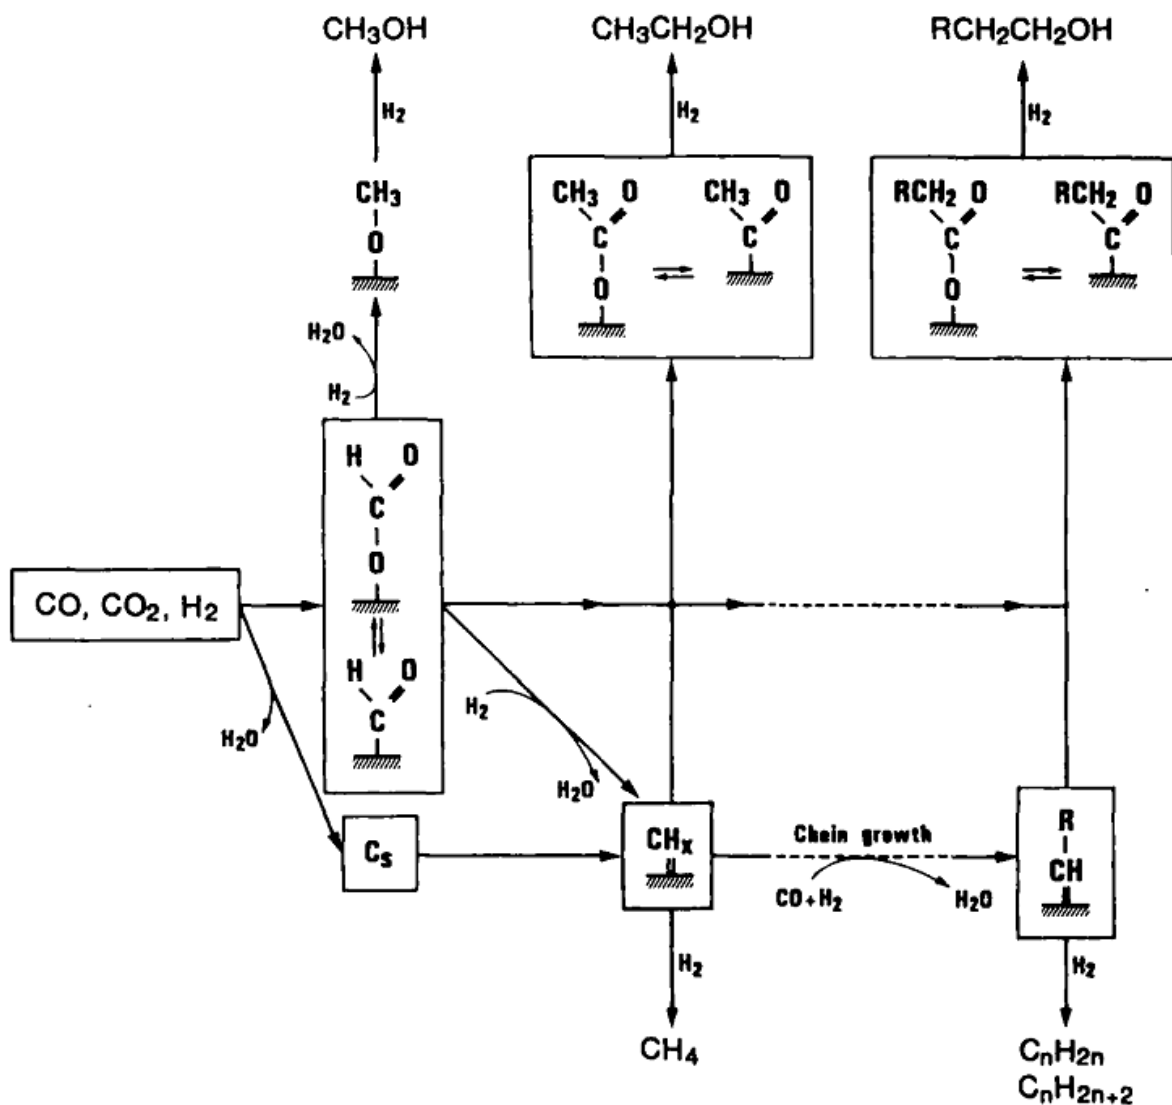 CH3OH
CH3CH2OH
RCH2CH2OH
H2
H2
H2
CH3
O
CH3 O
C
O
CH3 O
C
RCH2 O
C
O
RCH2 O
C
H2O
H2
H O
C
O
H O
C
CO, CO2, H2
H2O
H2
H2O
Cs
CHx
Chein growth
CO+H2
H2O
R
CH
H2
H2
CH4
CnH2n
CnH2n+2